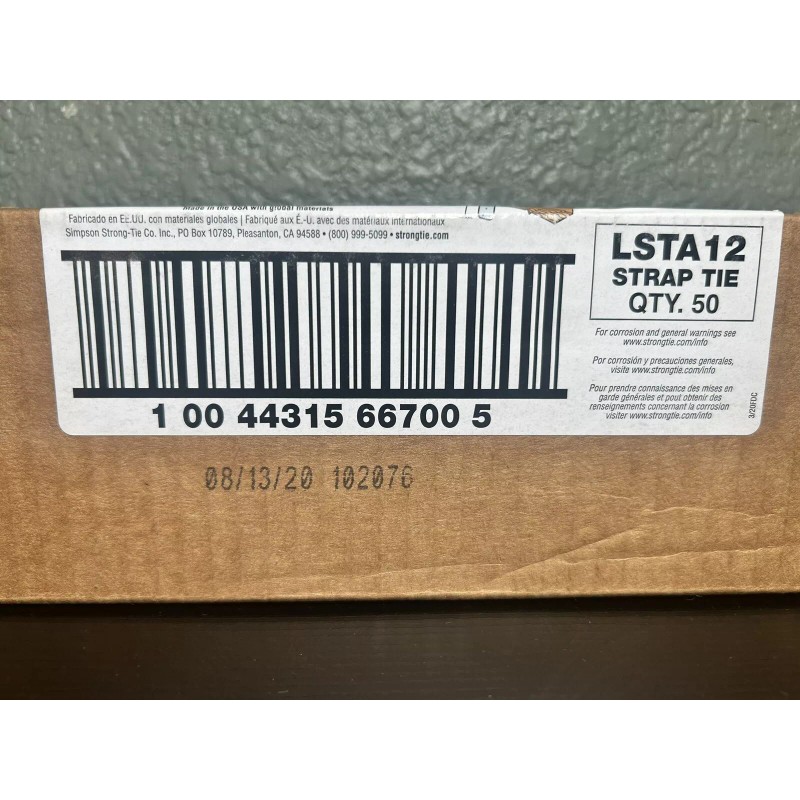 Made in the USA with global materials
Fabricado en EE.UU. con materiales globales | Fabriqué aux É.-U. avec des matériaux internationaux
Simpson Strong-Tie Co. Inc., PO Box 10789, Pleasanton, CA 94588 • (800) 999-5099 • strongtie.com
1 00 44315 66700 5
LSTA12
STRAP TIE
QTY. 50
For corrosion and general warnings see
www.strongtie.com/info
Por corrosión y precauciones generales,
visite www.strongtie.com/info
Pour prendre connaissance des mises en
garde générales et pout obtenir des
renseignements concernant la corrosion
visiter www.strongtie.com/info
3/20FDC
08/13/20 102076